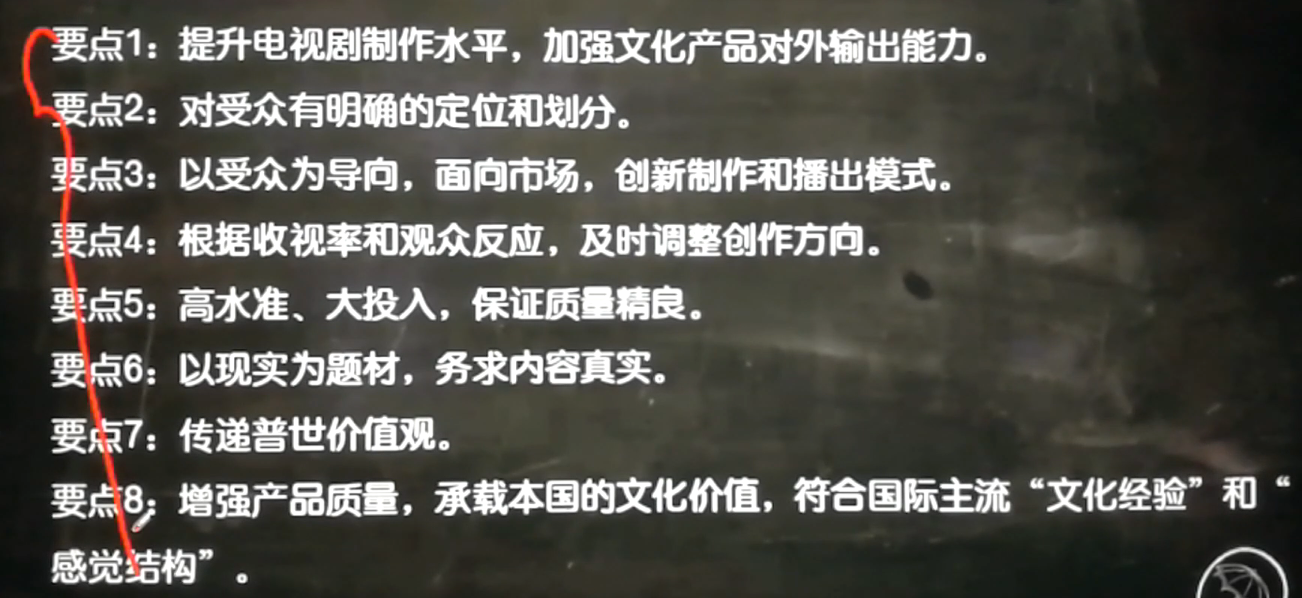 要点1：提升电视剧制作水平，加强文化产品对外输出能力。
要点2：对受众有明确的定位和划分。
要点3：以受众为导向，面向市场，创新制作和播出模式。
要点4：根据收视率和观众反应，及时调整创作方向。
要点5：高水准、大投入，保证质量精良。
要点6：以现实为题材，务求内容真实。
要点7：传递普世价值观。
要点8：增强产品质量，承载本国的文化价值，符合国际主流“文化经验”和“
感觉结构”。